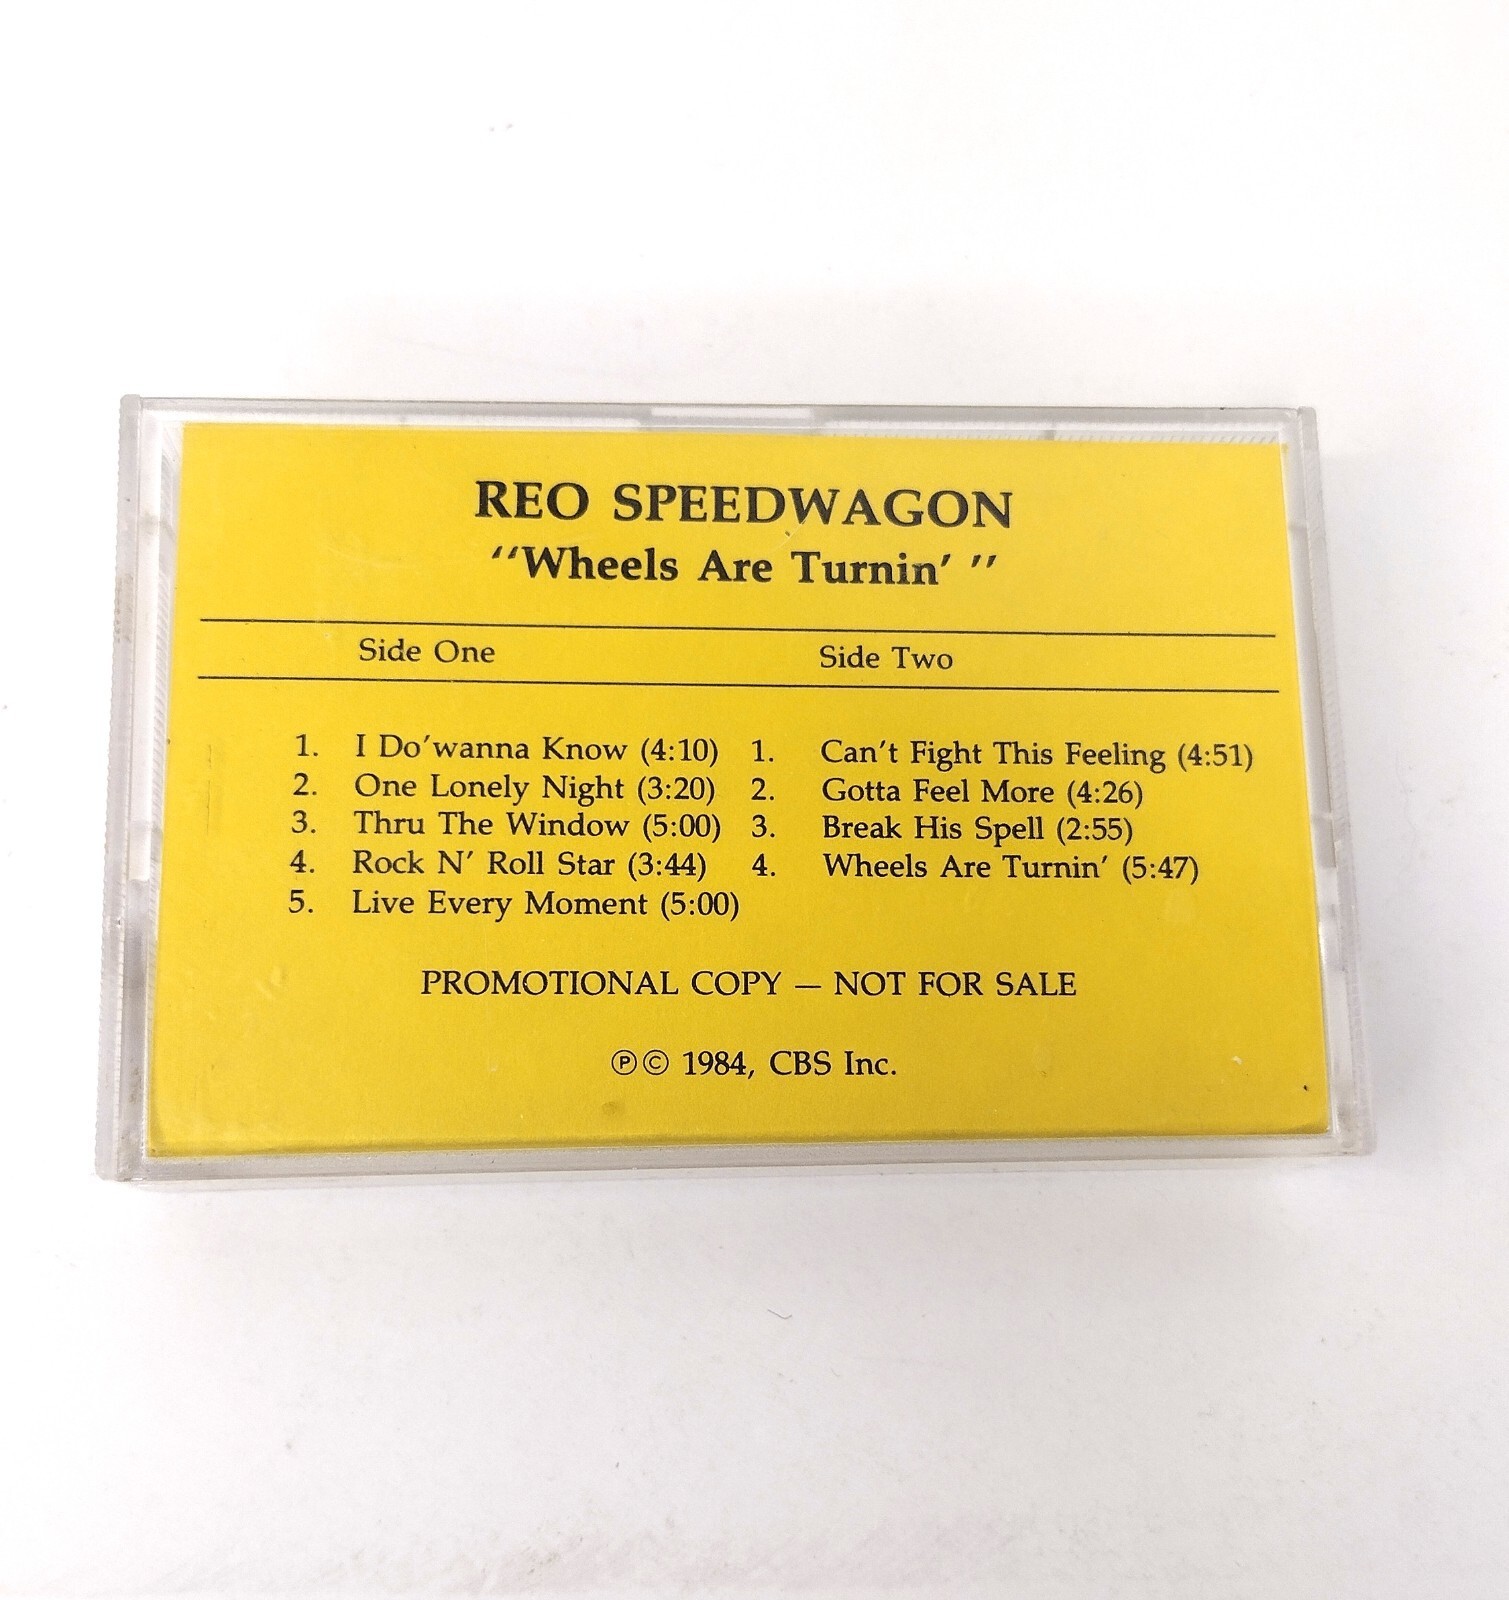 REO SPEEDWAGON
"Wheels Are Turnin' "
Side One
Side Two
1. I Do'wanna Know (4:10)
2. One Lonely Night (3:20)
3. Thru The Window (5:00)
4. Rock N' Roll Star (3:44)
5. Live Every Moment (5:00)
1. Can't Fight This Feeling (4:51)
2. Gotta Feel More (4:26)
3. Break His Spell (2:55)
4. Wheels Are Turnin' (5:47)
PROMOTIONAL COPY — NOT FOR SALE
℗© 1984, CBS Inc.